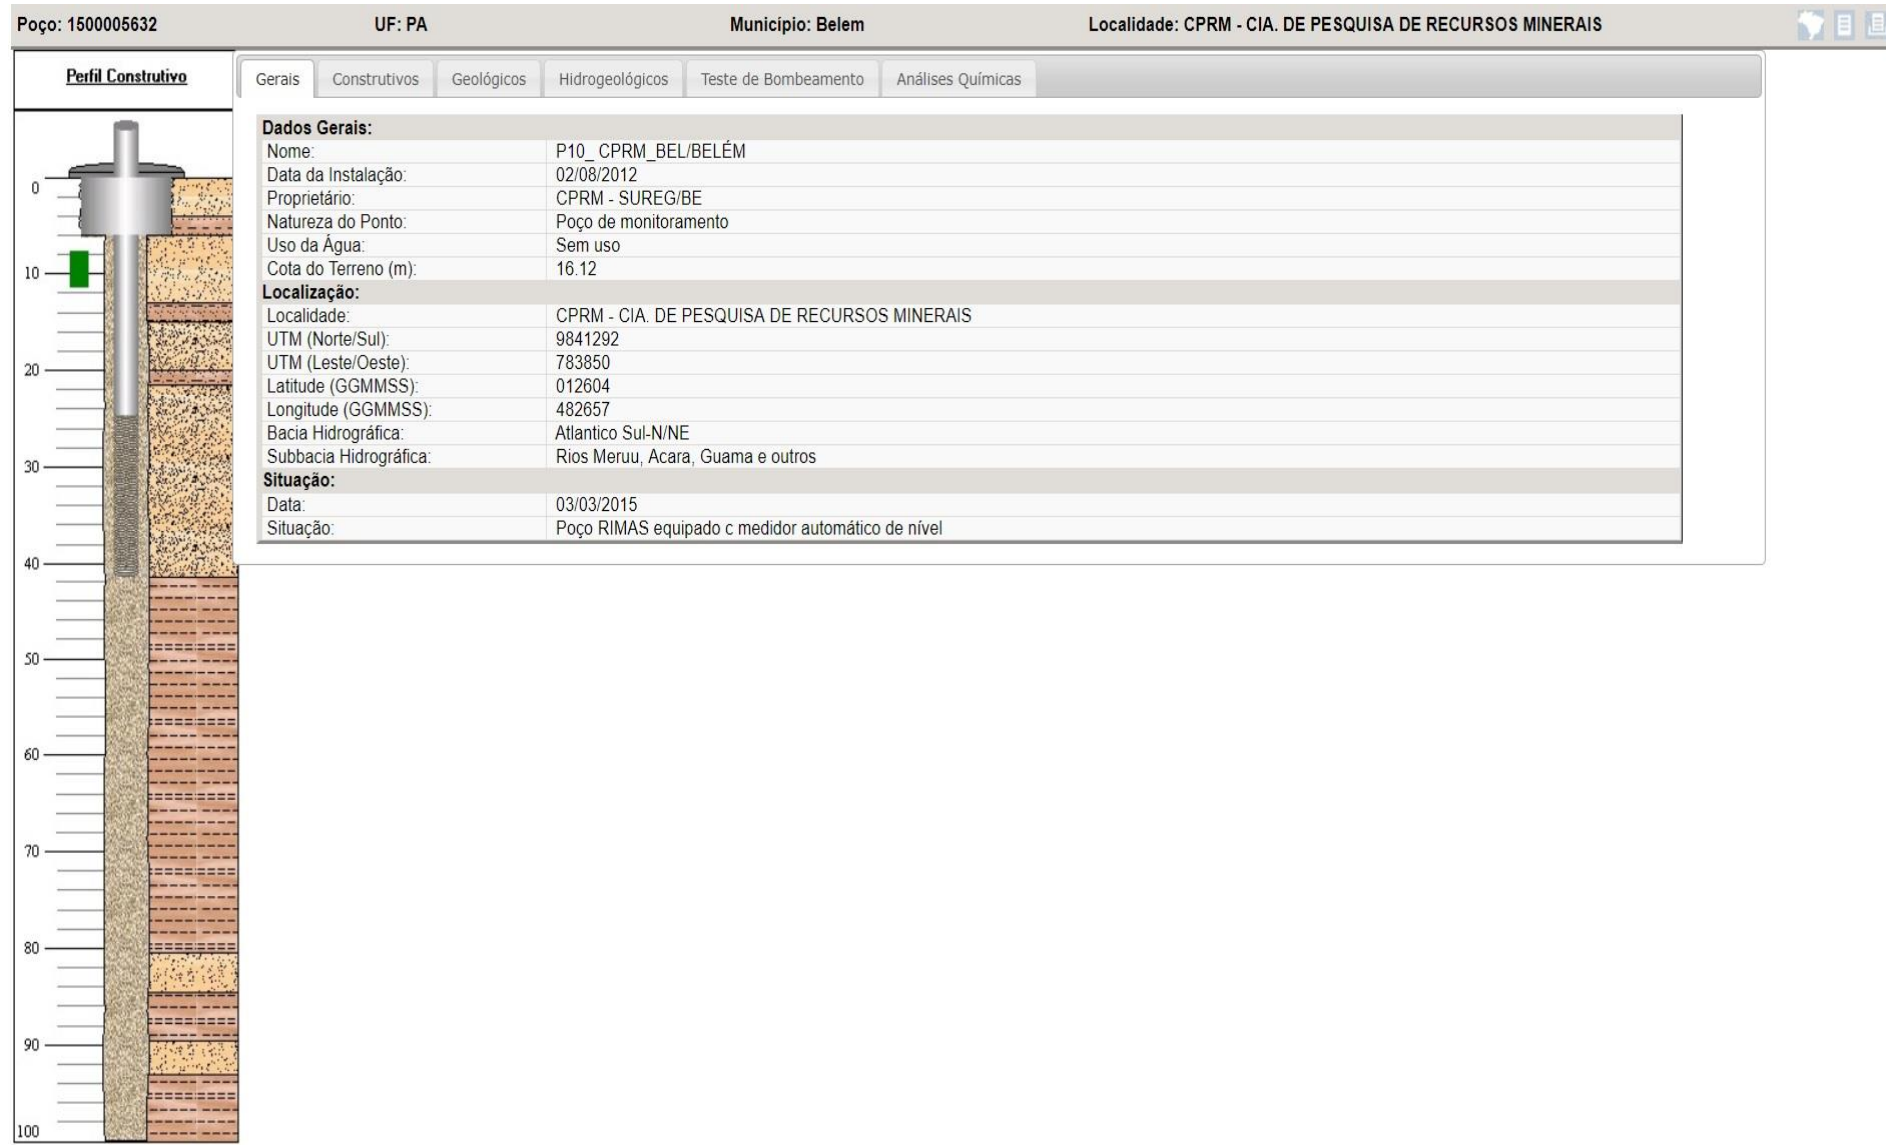 Poço: 1500005632 UF: PA Município: Belem Localidade: CPRM - CIA. DE PESQUISA DE RECURSOS MINERAIS
Perfil Construtivo
Gerais Construtivos Geológicos Hidrogeológicos Teste de Bombeamento Análises Químicas
Dados Gerais:
Nome: P10_ CPRM_BEL/BELÉM
Data da Instalação: 02/08/2012
Proprietário: CPRM - SUREG/BE
Natureza do Ponto: Poço de monitoramento
Uso da Água: Sem uso
Cota do Terreno (m): 16.12
Localização:
Localidade: CPRM - CIA. DE PESQUISA DE RECURSOS MINERAIS
UTM (Norte/Sul): 9841292
UTM (Leste/Oeste): 783850
Latitude (GGMMSS): 012604
Longitude (GGMMSS): 482657
Bacia Hidrográfica: Atlantico Sul-N/NE
Subbacia Hidrográfica: Rios Meruu, Acara, Guama e outros
Situação:
Data: 03/03/2015
Situação: Poço RIMAS equipado c medidor automático de nível
0
10
20
30
40
50
60
70
80
90
100